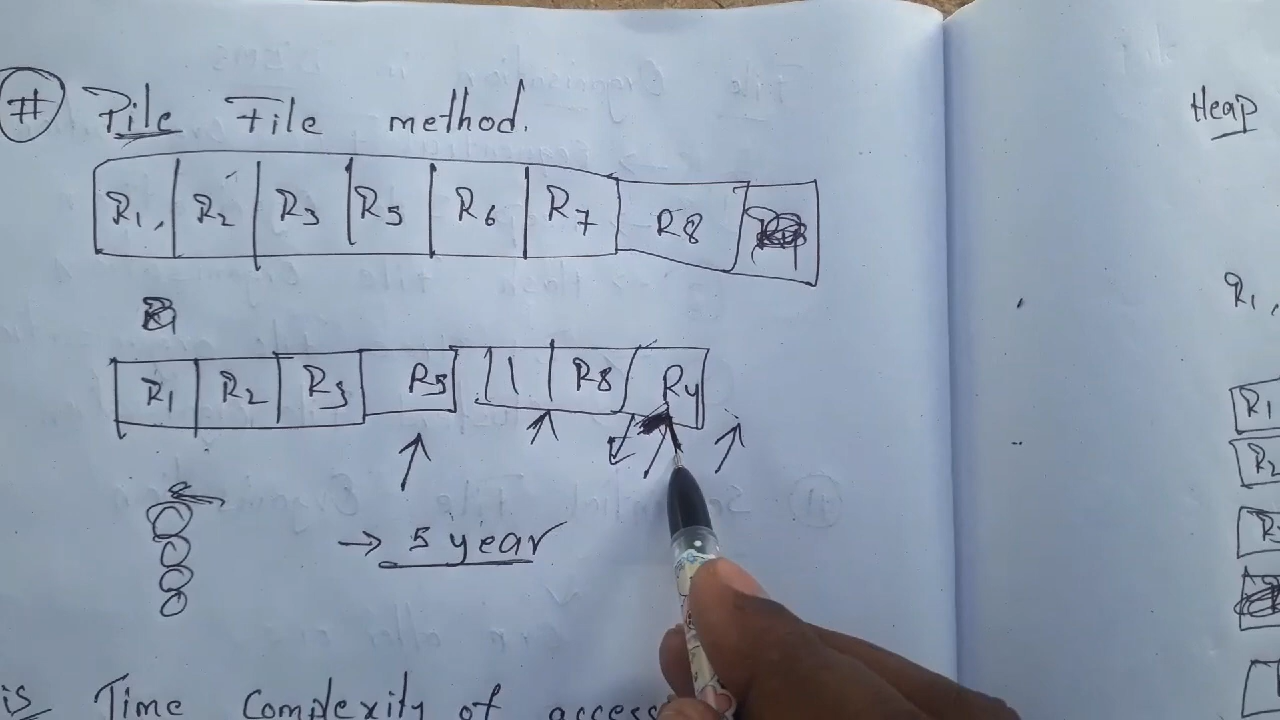 # Pile File method.
R1, R2 R3 R5 R6 R7 R8
R1 R2 R3 R5 R8 R4
→ 5 year
is Time Complexity of access
Heap
R1,
R1
R2